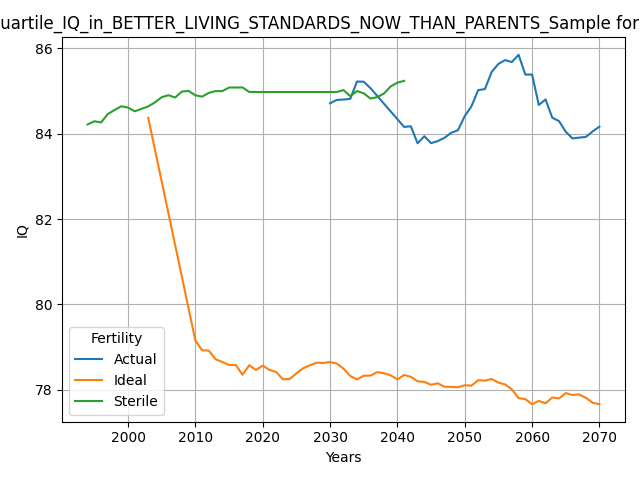 uartile_IQ_in_BETTER_LIVING_STANDARDS_NOW_THAN_PARENTS_Sample for
86
84
82
80
78
IQ
Fertility
Actual
Ideal
Sterile
2000 2010 2020 2030 2040 2050 2060 2070
Years